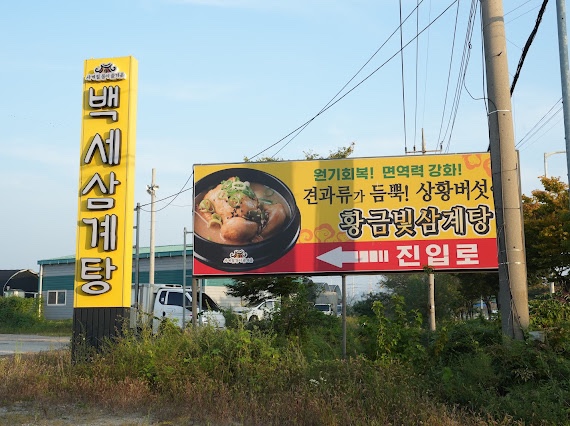 백세삼계탕
원기회복! 면역력 강화!
견과류가 듬뿍! 상황버섯
황금빛삼계탕
진입로